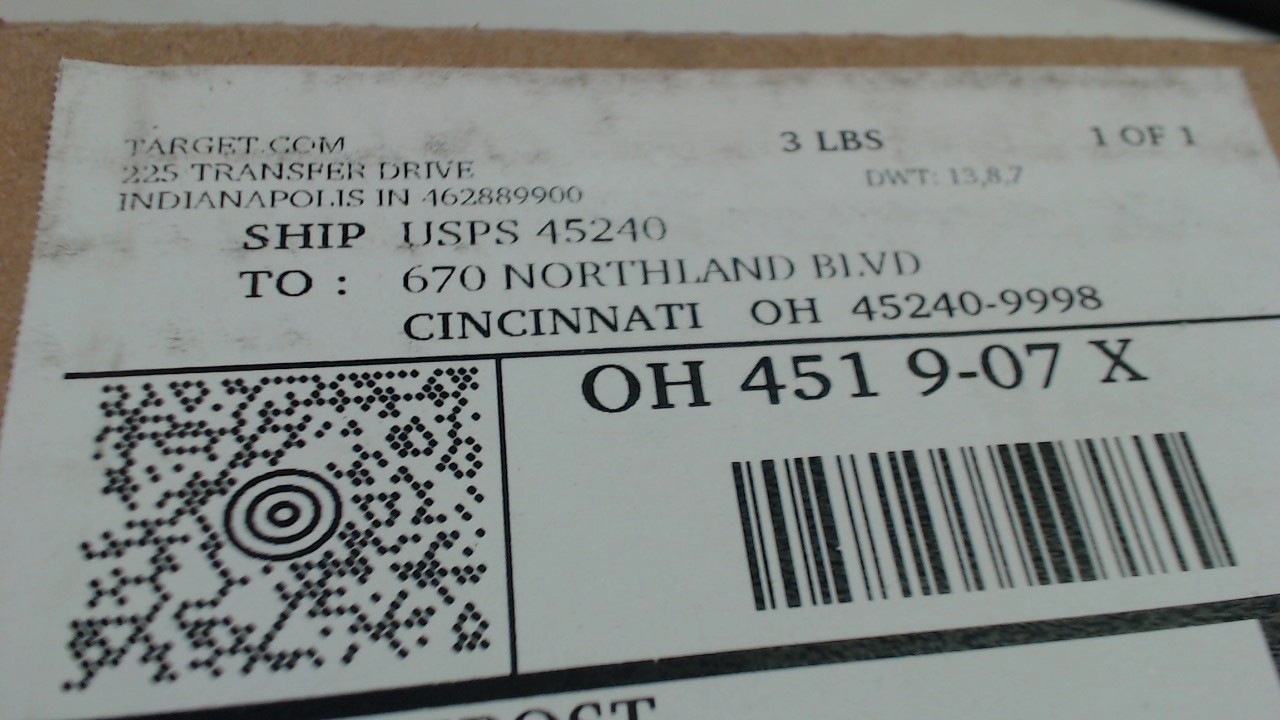 TARGET.COM
225 TRANSFER DRIVE
INDIANAPOLIS IN 462889900
3 LBS
1 OF 1
DWT: 13,8,7
SHIP TO :
USPS 45240
670 NORTHLAND BLVD
CINCINNATI OH 45240-9998
OH 451 9-07 X